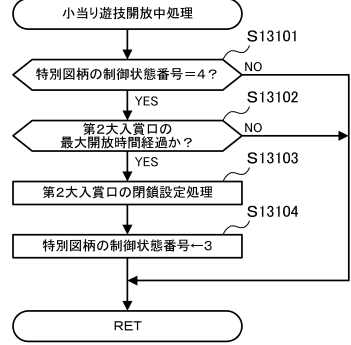 小当り遊技開放中処理
S13101
特別図柄の制御状態番号=4?
NO
YES
S13102
第2大入賞口の
最大開放時間経過か?
NO
YES
S13103
第2大入賞口の閉鎖設定処理
S13104
特別図柄の制御状態番号←3
RET